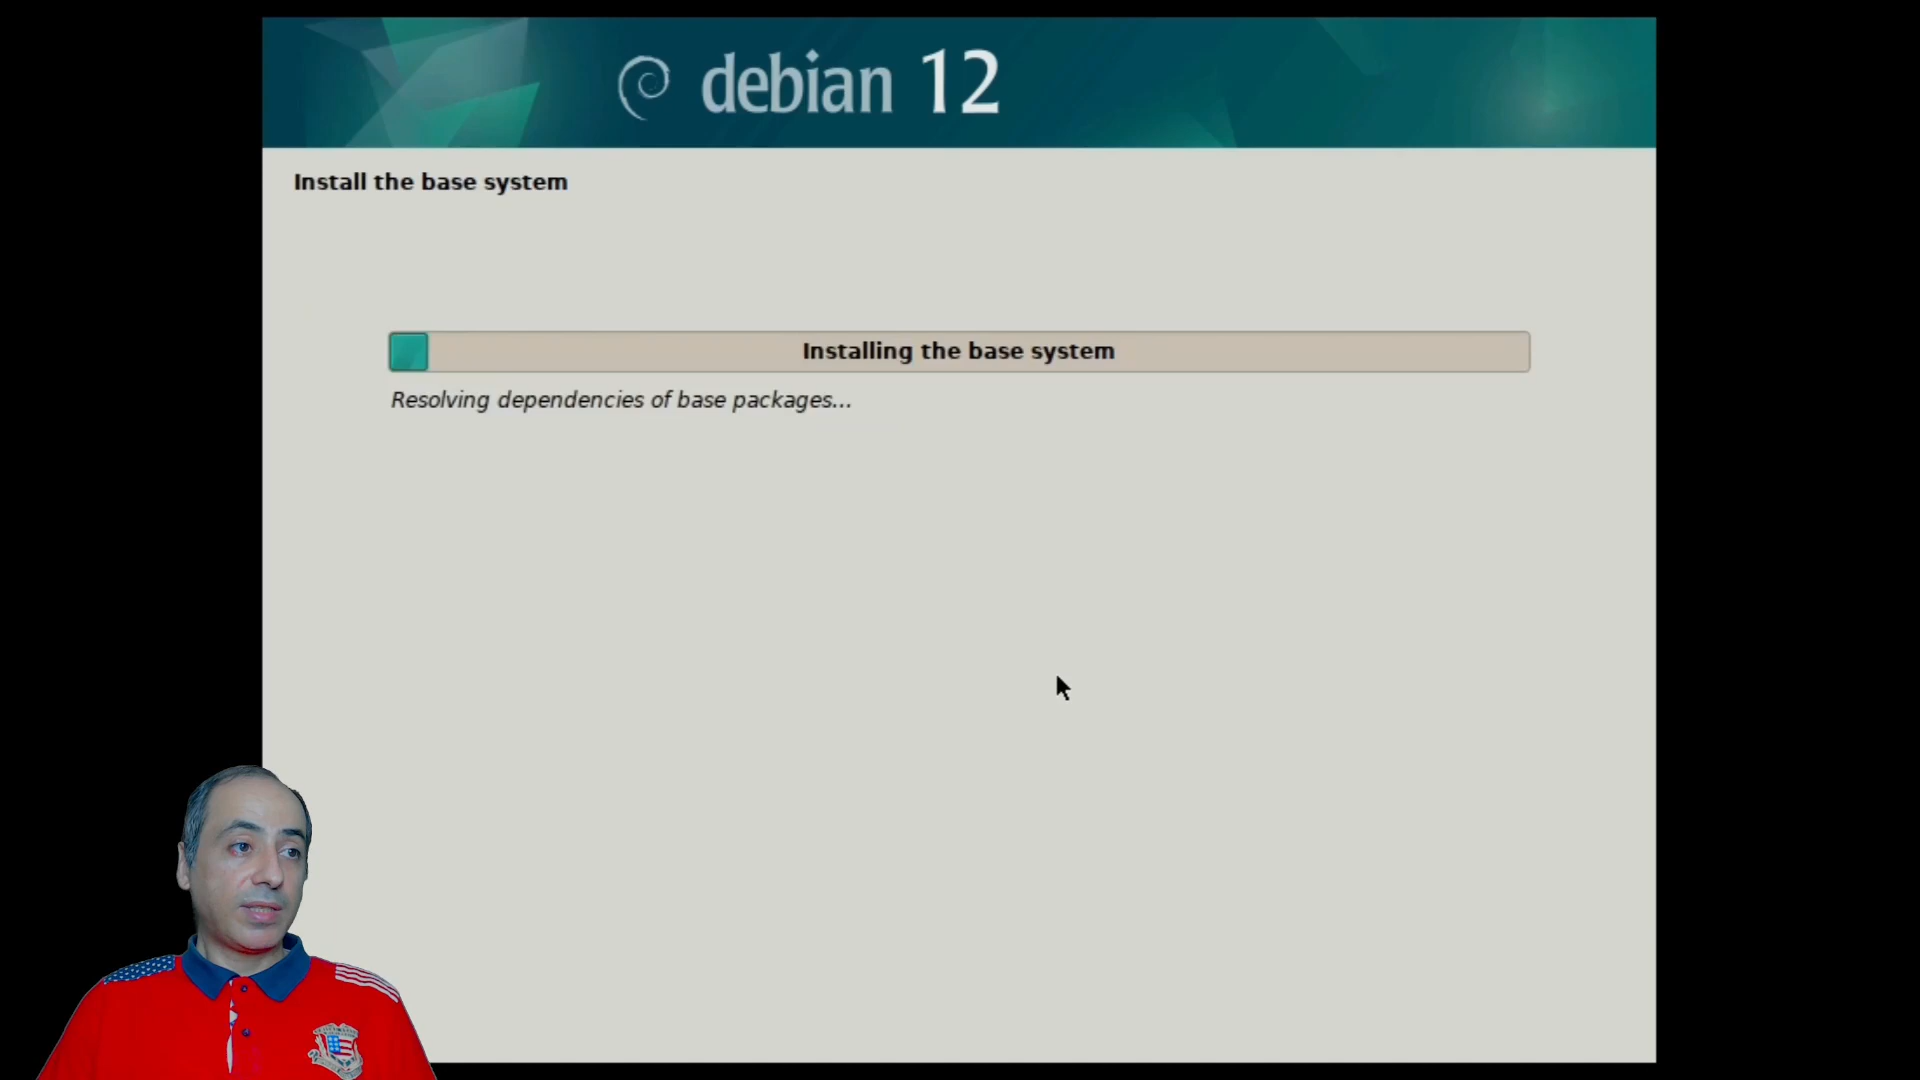 debian 12
Install the base system
Installing the base system
Resolving dependencies of base packages...